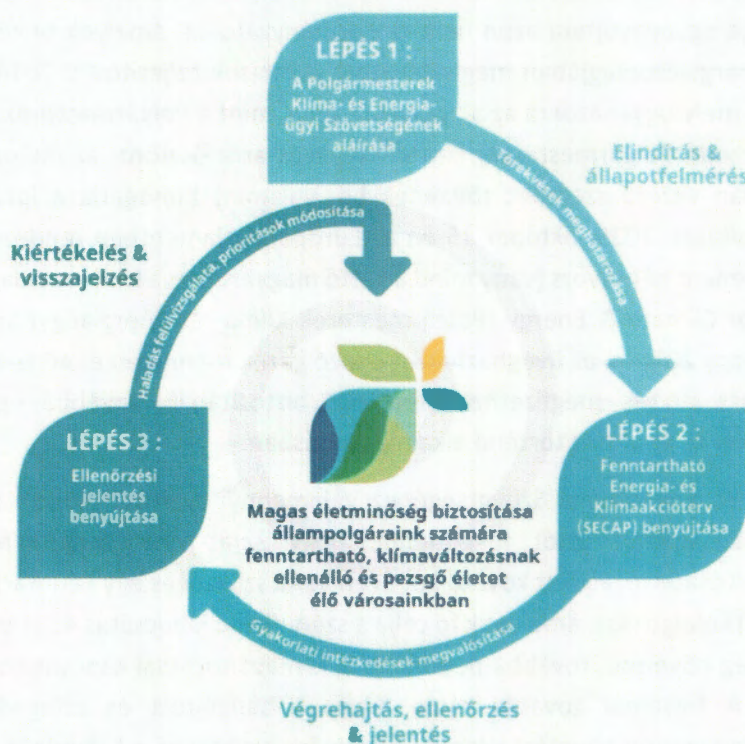 LÉPÉS 1 :
A Polgármesterek
Klíma- és Energia-
ügyi Szövetségének
aláírása
Törekvések meghatározása
Elindítás &
állapotfelmérés
LÉPÉS 2 :
Fenntartható
Energia- és
Klímaakcióterv
(SECAP) benyújtása
Gyakorlati intézkedések megvalósítása
Végrehajtás, ellenőrzés
& jelentés
LÉPÉS 3 :
Ellenőrzési
jelentés
benyújtása
Haladás felülvizsgálata, prioritások módosítása
Kiértékelés &
visszajelzés
Magas életminőség biztosítása
állampolgáraink számára
fenntartható, klímaváltozásnak
ellenálló és pezsgő életet
élő városainkban